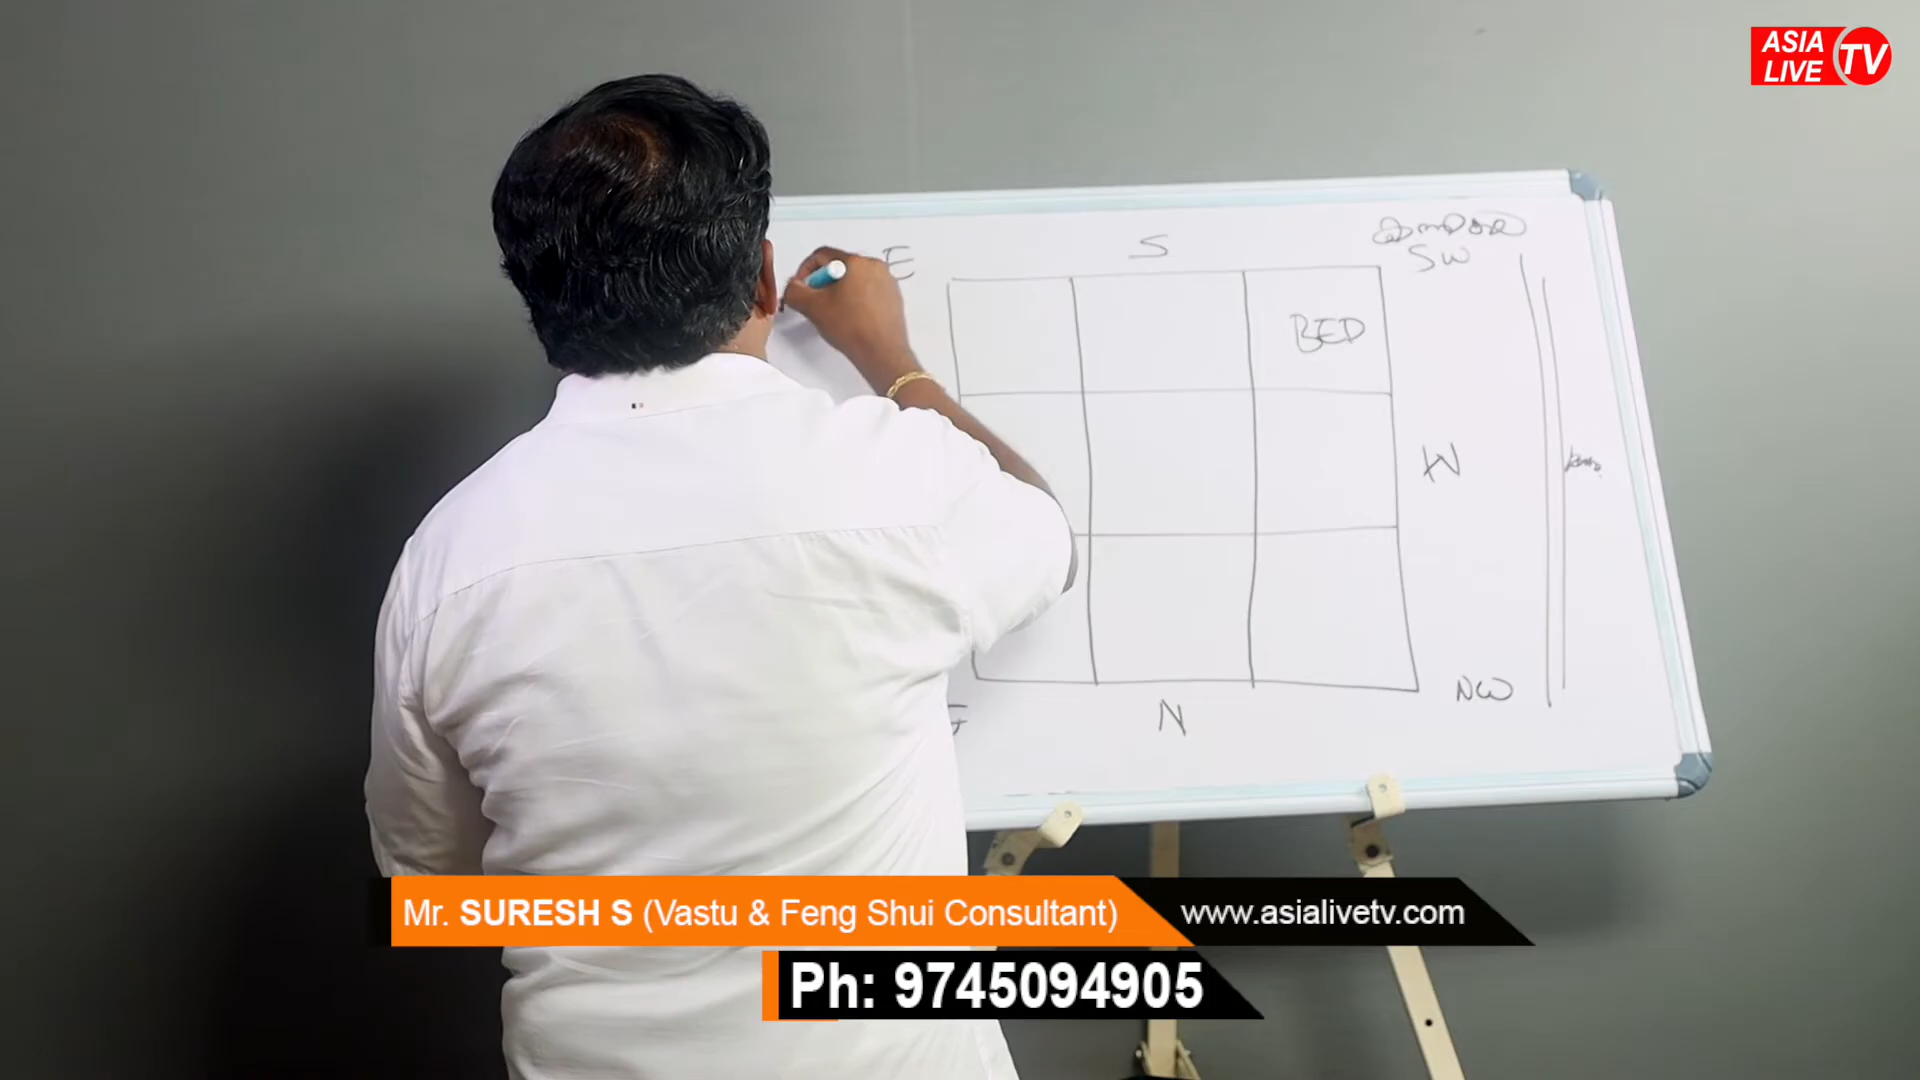 ASIA
LIVE TV
E
S
SW
BED
W
NW
N
Mr. SURESH S (Vastu & Feng Shui Consultant)
www.asialivetv.com
Ph: 9745094905